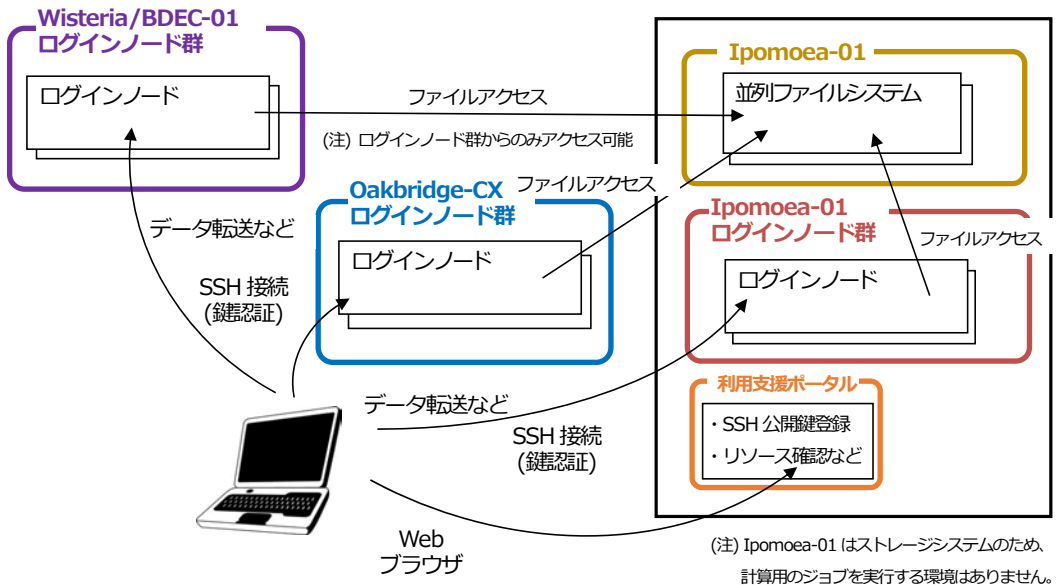 Wisteria/BDEC-01
ログインノード群
ログインノード
ファイルアクセス
(注) ログインノード群からのみアクセス可能
Ipomoea-01
並列ファイルシステム
Oakbridge-CX
ログインノード群
ログインノード
ファイルアクセス
Ipomoea-01
ログインノード群
ログインノード
ファイルアクセス
データ転送など
SSH 接続
(鍵認証)
データ転送など
SSH 接続
(鍵認証)
利用支援ポータル
・SSH 公開鍵登録
・リソース確認など
Web
ブラウザ
(注) Ipomoea-01 はストレージシステムのため、
計算用のジョブを実行する環境はありません。